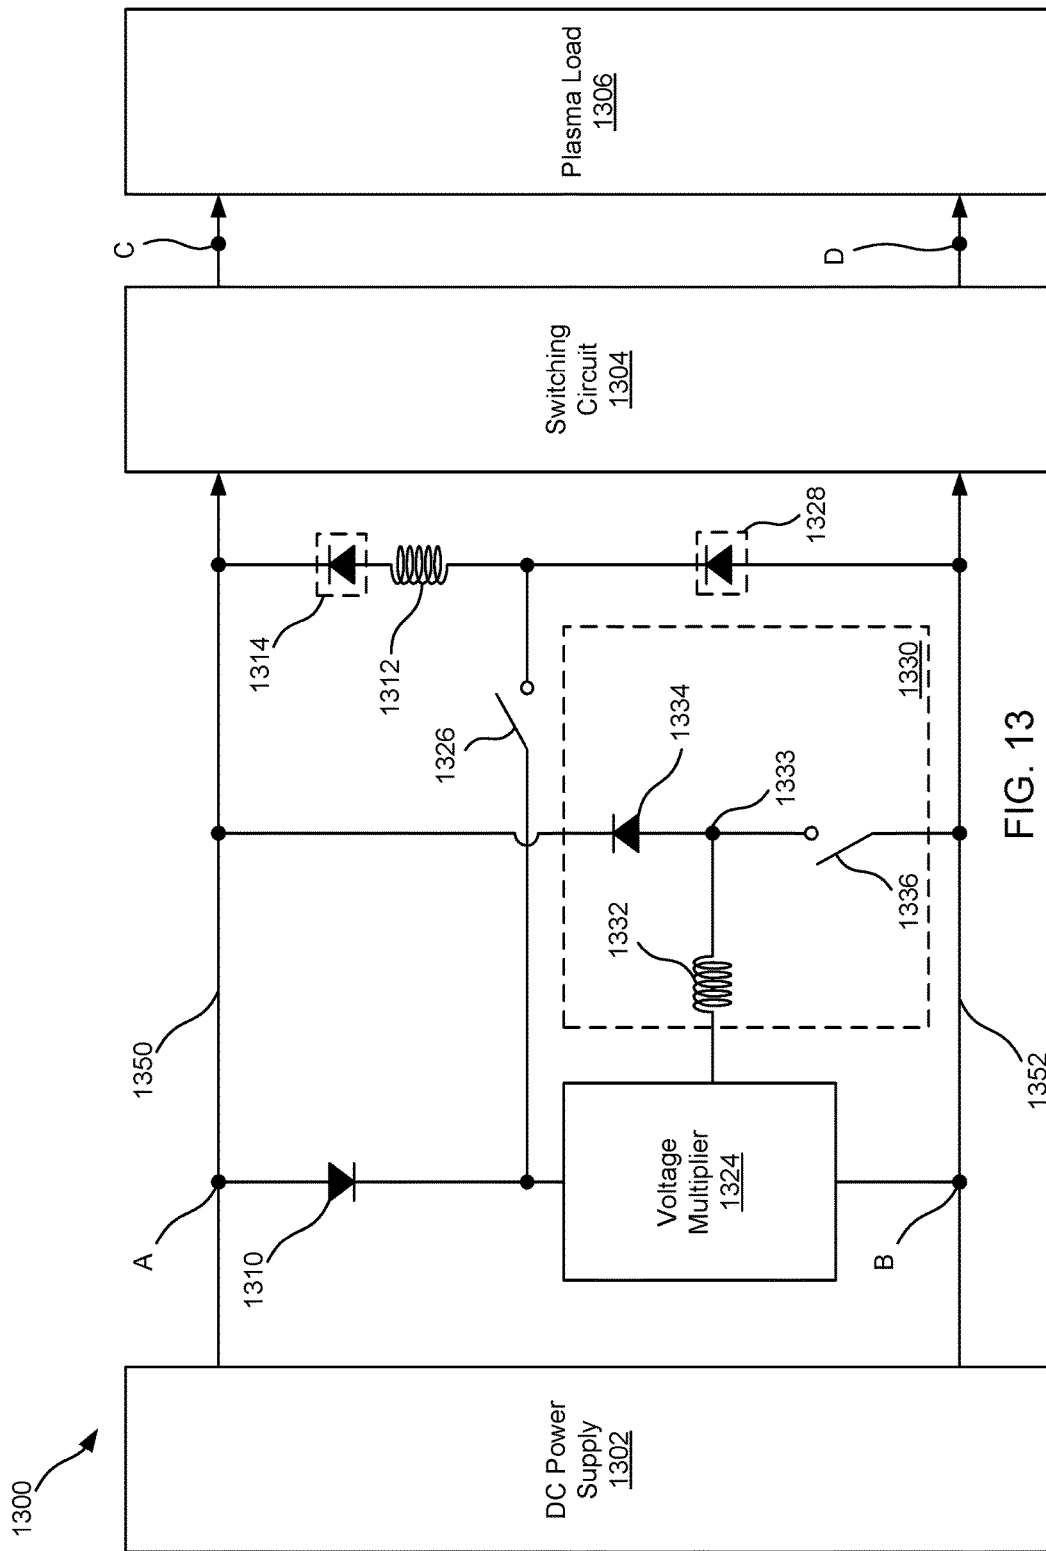 1300
DC Power
Supply
1302
A
1350
1310
Voltage
Multiplier
1324
B
1352
1332
1333
1334
1336
1330
1326
1314
1312
1328
Switching
Circuit
1304
C
D
Plasma Load
1306
FIG. 13